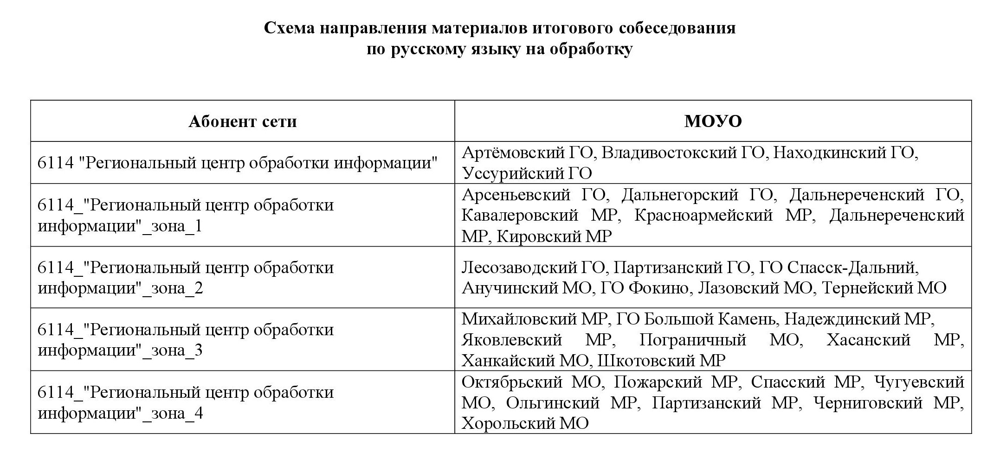 Схема направления материалов итогового собеседования
по русскому языку на обработку
Абонент сети
МОУО
6114 "Региональный центр обработки информации"
Артёмовский ГО, Владивостокский ГО, Находкинский ГО,
Уссурийский ГО
6114_"Региональный центр обработки
информации"_зона_1
Арсеньевский ГО, Дальнегорский ГО, Дальнереченский ГО,
Кавалеровский МР, Красноармейский МР, Дальнереченский
МР, Кировский МР
6114_"Региональный центр обработки
информации"_зона_2
Лесозаводский ГО, Партизанский ГО, ГО Спасск-Дальний,
Анучинский МО, ГО Фокино, Лазовский МО, Тернейский МО
6114_"Региональный центр обработки
информации"_зона_3
Михайловский МР, ГО Большой Камень, Надеждинский МР,
Яковлевский МР, Пограничный МО, Хасанский МР,
Ханкайский МО, Шкотовский МР
6114_"Региональный центр обработки
информации"_зона_4
Октябрьский МО, Пожарский МР, Спасский МР, Чугуевский
МО, Ольгинский МР, Партизанский МР, Черниговский МР,
Хорольский МО